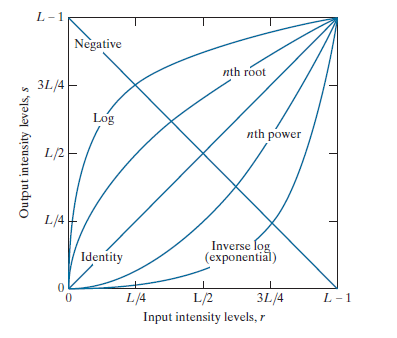 L – 1
Negative
nth root
3L/4
Log
nth power
L/2
Output intensity levels, s
L/4
Identity
Inverse log
(exponential)
0
0 L/4 L/2 3L/4 L – 1
Input intensity levels, r